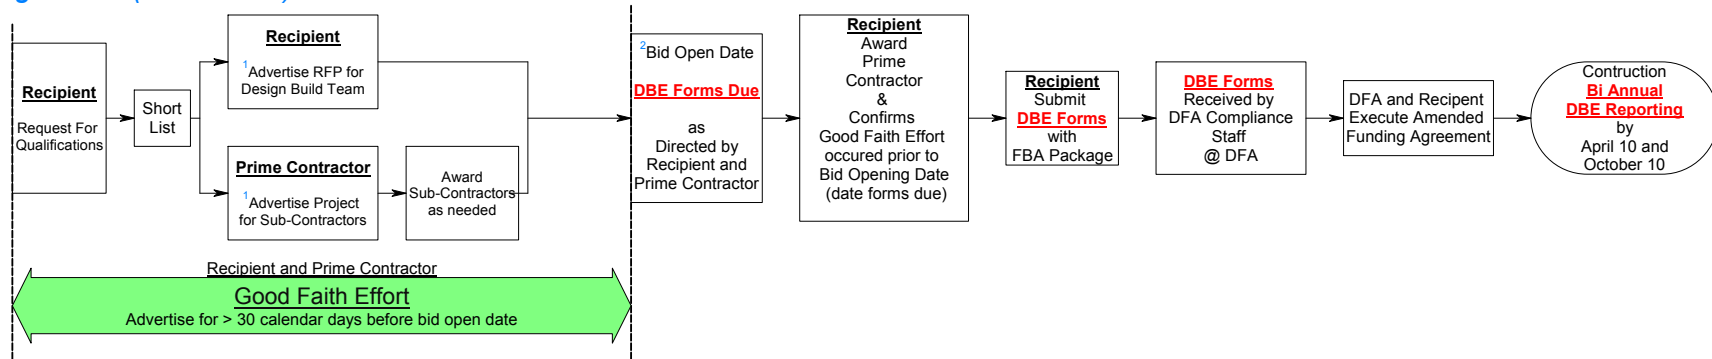 Recipient
Request For
Qualifications
Short
List
Recipient
1Advertise RFP for
Design Build Team
Prime Contractor
1Advertise Project
for Sub-Contractors
Award
Sub-Contractors
as needed
2Bid Open Date
DBE Forms Due
as
Directed by
Recipient and
Prime Contractor
Recipient
Award
Prime
Contractor
&
Confirms
Good Faith Effort
occured prior to
Bid Opening Date
(date forms due)
Recipient
Submit
DBE Forms
with
FBA Package
DBE Forms
Received by
DFA Compliance
Staff
@ DFA
DFA and Recipent
Execute Amended
Funding Agreement
Contruction
Bi Annual
DBE Reporting
by
April 10 and
October 10
Recipient and Prime Contractor
Good Faith Effort
Advertise for > 30 calendar days before bid open date